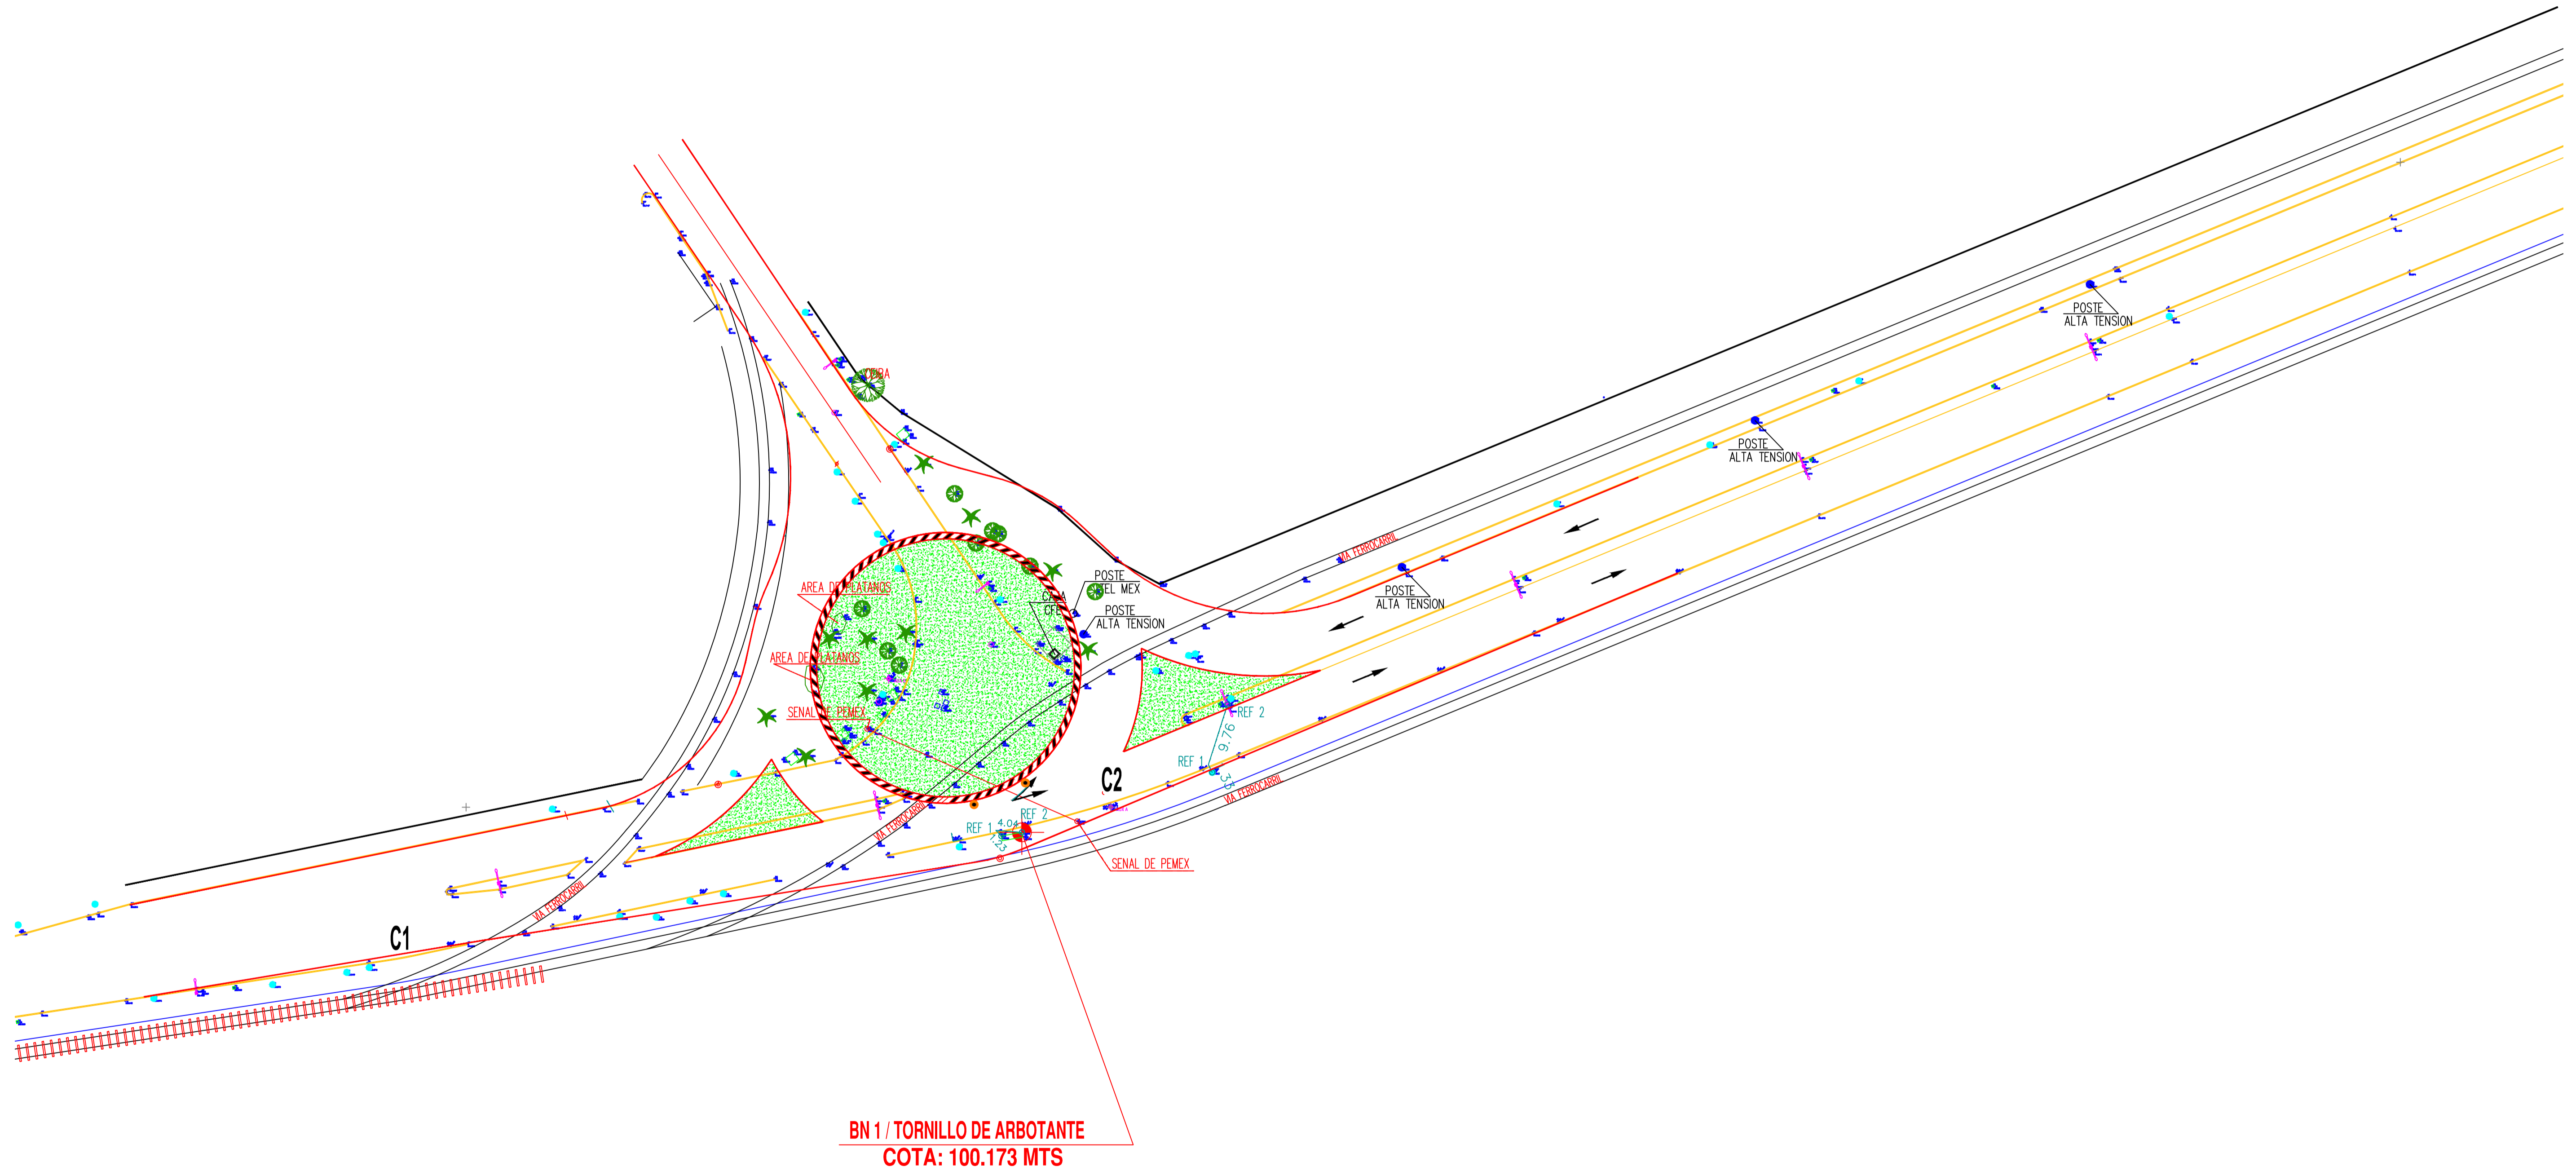 POSTE
ALTA TENSION
CEIBA
POSTE
ALTA TENSION
VIA FERROCARRIL
POSTE
TEL MEX
AREA DE PLATANOS
CAJA
CFE
POSTE
ALTA TENSION
POSTE
ALTA TENSION
AREA DE PLATANOS
SENAL DE PEMEX
REF 2
9.76
REF 1
C2
VIA FERROCARRIL
VIA FERROCARRIL
REF 2
REF 1
4.04
SENAL DE PEMEX
VIA FERROCARRIL
C1
BN 1 / TORNILLO DE ARBOTANTE
COTA: 100.173 MTS